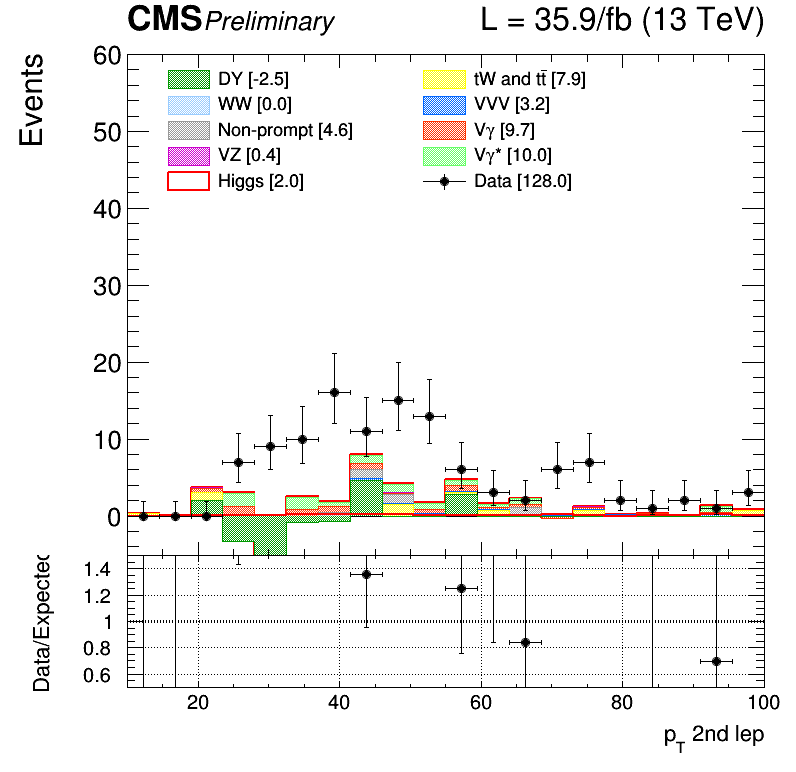 CMS Preliminary L = 35.9/fb (13 TeV)
Events
60
50
40
30
20
10
0
DY [-2.5]
WW [0.0]
Non-prompt [4.6]
VZ [0.4]
Higgs [2.0]
tW and tt̄ [7.9]
VVV [3.2]
Vγ [9.7]
Vγ* [10.0]
Data [128.0]
Data/Expected
1.4
1.2
1
0.8
0.6
20 40 60 80 100
p_T 2nd lep